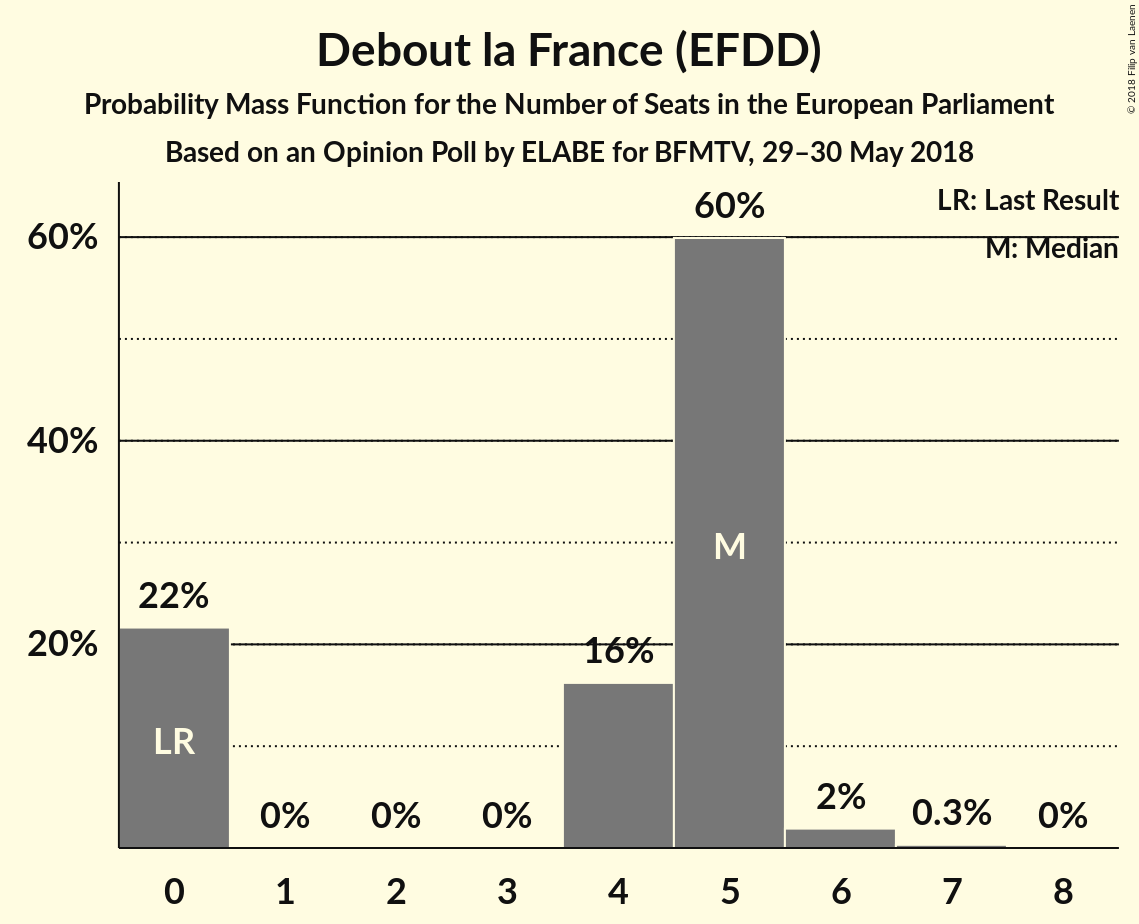 Debout la France (EFDD)
Probability Mass Function for the Number of Seats in the European Parliament
Based on an Opinion Poll by ELABE for BFMTV, 29–30 May 2018
© 2018 Filip van Laenen
LR: Last Result
M: Median
60%
40%
20%
22%
0%
0%
0%
16%
60%
2%
0.3%
0%
LR
M
0 1 2 3 4 5 6 7 8